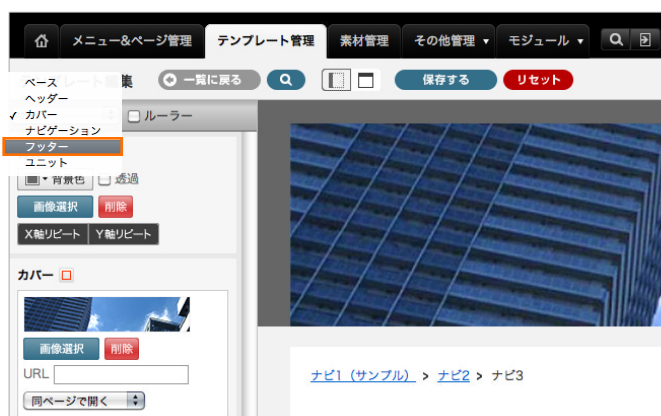 メニュー&ページ管理 テンプレート管理 素材管理 その他管理 ▼ モジュール ▼
集 一覧に戻る 保存する リセット
ベース
ヘッダー
✓ カバー
ナビゲーション
フッター
ユニット
ルーラー
背景色 透過
画像選択 削除
X軸リピート Y軸リピート
カバー
画像選択 削除
URL
同ページで開く
ナビ1（サンプル） > ナビ2 > ナビ3